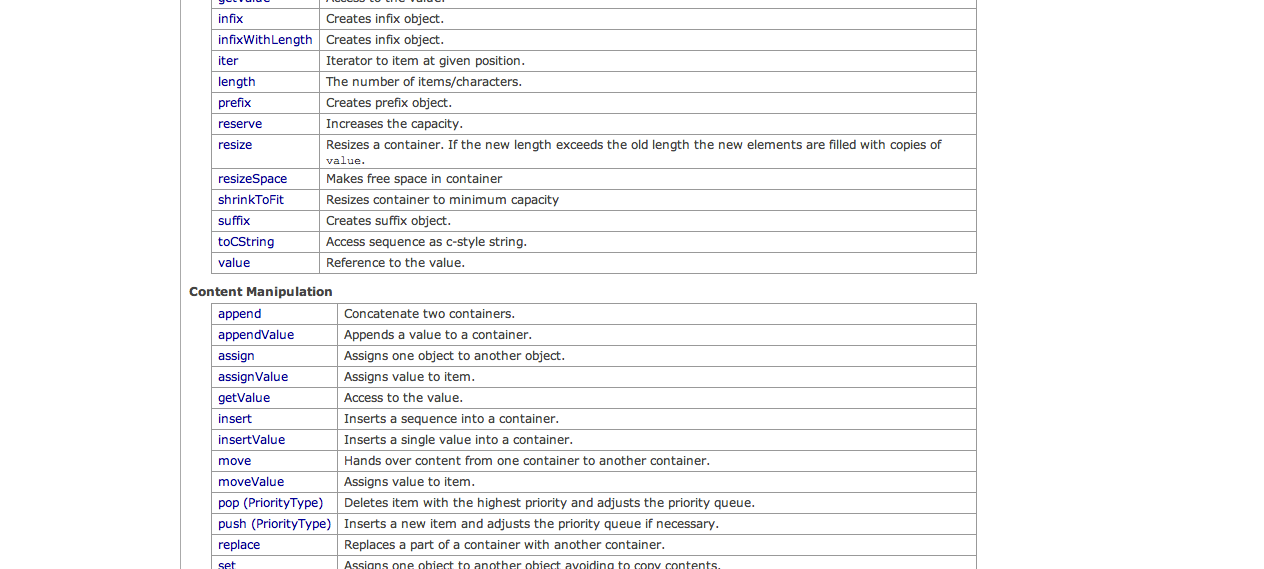 getValue Access to the value.
infix Creates infix object.
infixWithLength Creates infix object.
iter Iterator to item at given position.
length The number of items/characters.
prefix Creates prefix object.
reserve Increases the capacity.
resize Resizes a container. If the new length exceeds the old length the new elements are filled with copies of
value.
resizeSpace Makes free space in container
shrinkToFit Resizes container to minimum capacity
suffix Creates suffix object.
toCString Access sequence as c-style string.
value Reference to the value.
Content Manipulation
append Concatenate two containers.
appendValue Appends a value to a container.
assign Assigns one object to another object.
assignValue Assigns value to item.
getValue Access to the value.
insert Inserts a sequence into a container.
insertValue Inserts a single value into a container.
move Hands over content from one container to another container.
moveValue Assigns value to item.
pop (PriorityType) Deletes item with the highest priority and adjusts the priority queue.
push (PriorityType) Inserts a new item and adjusts the priority queue if necessary.
replace Replaces a part of a container with another container.
set Assigns one object to another object avoiding to copy contents.